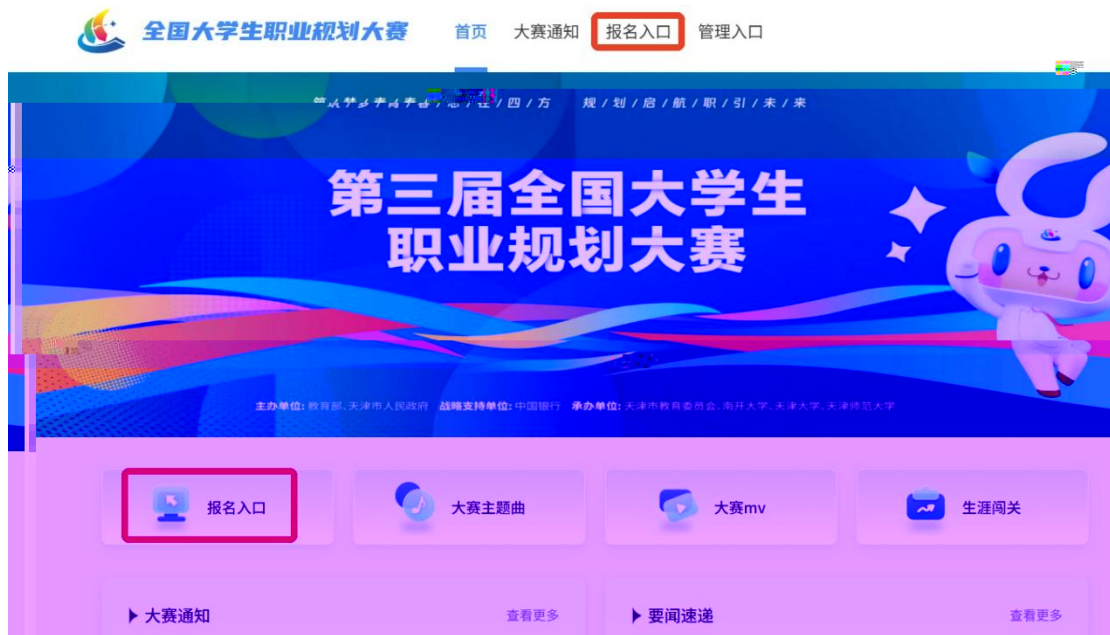 全国大学生职业规划大赛 首页 大赛通知 报名入口 管理入口
/四/方 规/划/启/航/职/引/未/来
第三届全国大学生
职业规划大赛
主办单位:教育部、天津市人民政府 战略支持单位:中国银行 承办单位:天津市教育委员会、南开大学、天津大学、天津师范大学
报名入口 大赛主题曲 大赛mv 生涯闯关
大赛通知 查看更多 要闻速递 查看更多